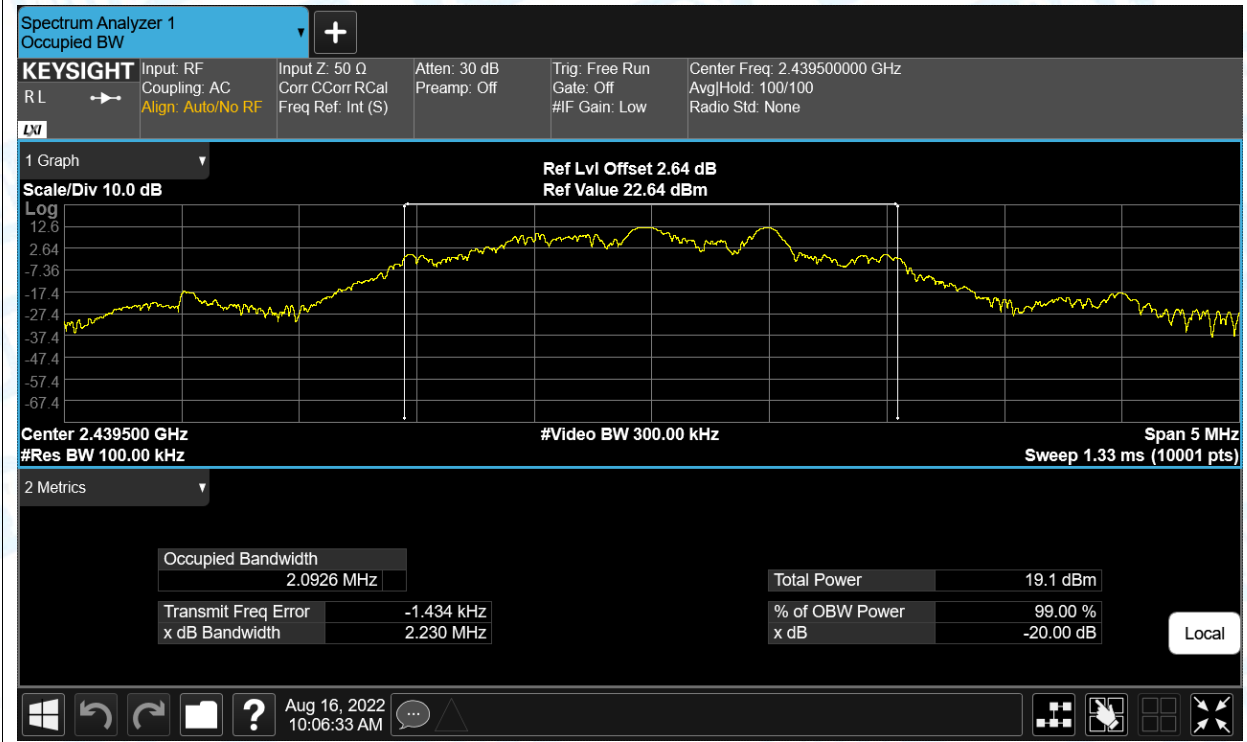 Spectrum Analyzer 1
Occupied BW
KEYSIGHT
R L
LXI
Input: RF
Coupling: AC
Align: Auto/No RF
Input Z: 50 Ω
Corr CCorr RCal
Freq Ref: Int (S)
Atten: 30 dB
Preamp: Off
Trig: Free Run
Gate: Off
#IF Gain: Low
Center Freq: 2.439500000 GHz
Avg|Hold: 100/100
Radio Std: None
1 Graph
Scale/Div 10.0 dB
Ref Lvl Offset 2.64 dB
Ref Value 22.64 dBm
Log
12.6
2.64
-7.36
-17.4
-27.4
-37.4
-47.4
-57.4
-67.4
Center 2.439500 GHz
#Res BW 100.00 kHz
#Video BW 300.00 kHz
Span 5 MHz
Sweep 1.33 ms (10001 pts)
2 Metrics
Occupied Bandwidth
2.0926 MHz
Transmit Freq Error -1.434 kHz
x dB Bandwidth 2.230 MHz
Total Power 19.1 dBm
% of OBW Power 99.00 %
x dB -20.00 dB
Local
?
Aug 16, 2022
10:06:33 AM